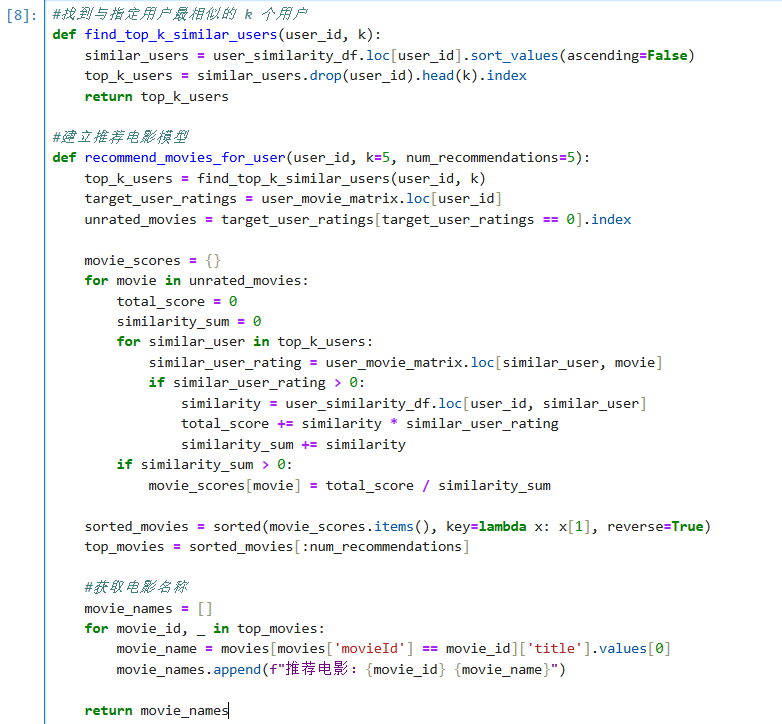 [8]: #找到与指定用户最相似的 k 个用户
def find_top_k_similar_users(user_id, k):
    similar_users = user_similarity_df.loc[user_id].sort_values(ascending=False)
    top_k_users = similar_users.drop(user_id).head(k).index
    return top_k_users

#建立推荐电影模型
def recommend_movies_for_user(user_id, k=5, num_recommendations=5):
    top_k_users = find_top_k_similar_users(user_id, k)
    target_user_ratings = user_movie_matrix.loc[user_id]
    unrated_movies = target_user_ratings[target_user_ratings == 0].index

    movie_scores = {}
    for movie in unrated_movies:
        total_score = 0
        similarity_sum = 0
        for similar_user in top_k_users:
            similar_user_rating = user_movie_matrix.loc[similar_user, movie]
            if similar_user_rating > 0:
                similarity = user_similarity_df.loc[user_id, similar_user]
                total_score += similarity * similar_user_rating
                similarity_sum += similarity
        if similarity_sum > 0:
            movie_scores[movie] = total_score / similarity_sum

    sorted_movies = sorted(movie_scores.items(), key=lambda x: x[1], reverse=True)
    top_movies = sorted_movies[:num_recommendations]

    #获取电影名称
    movie_names = []
    for movie_id, _ in top_movies:
        movie_name = movies[movies['movieId'] == movie_id]['title'].values[0]
        movie_names.append(f"推荐电影: {movie_id} {movie_name}")

    return movie_names